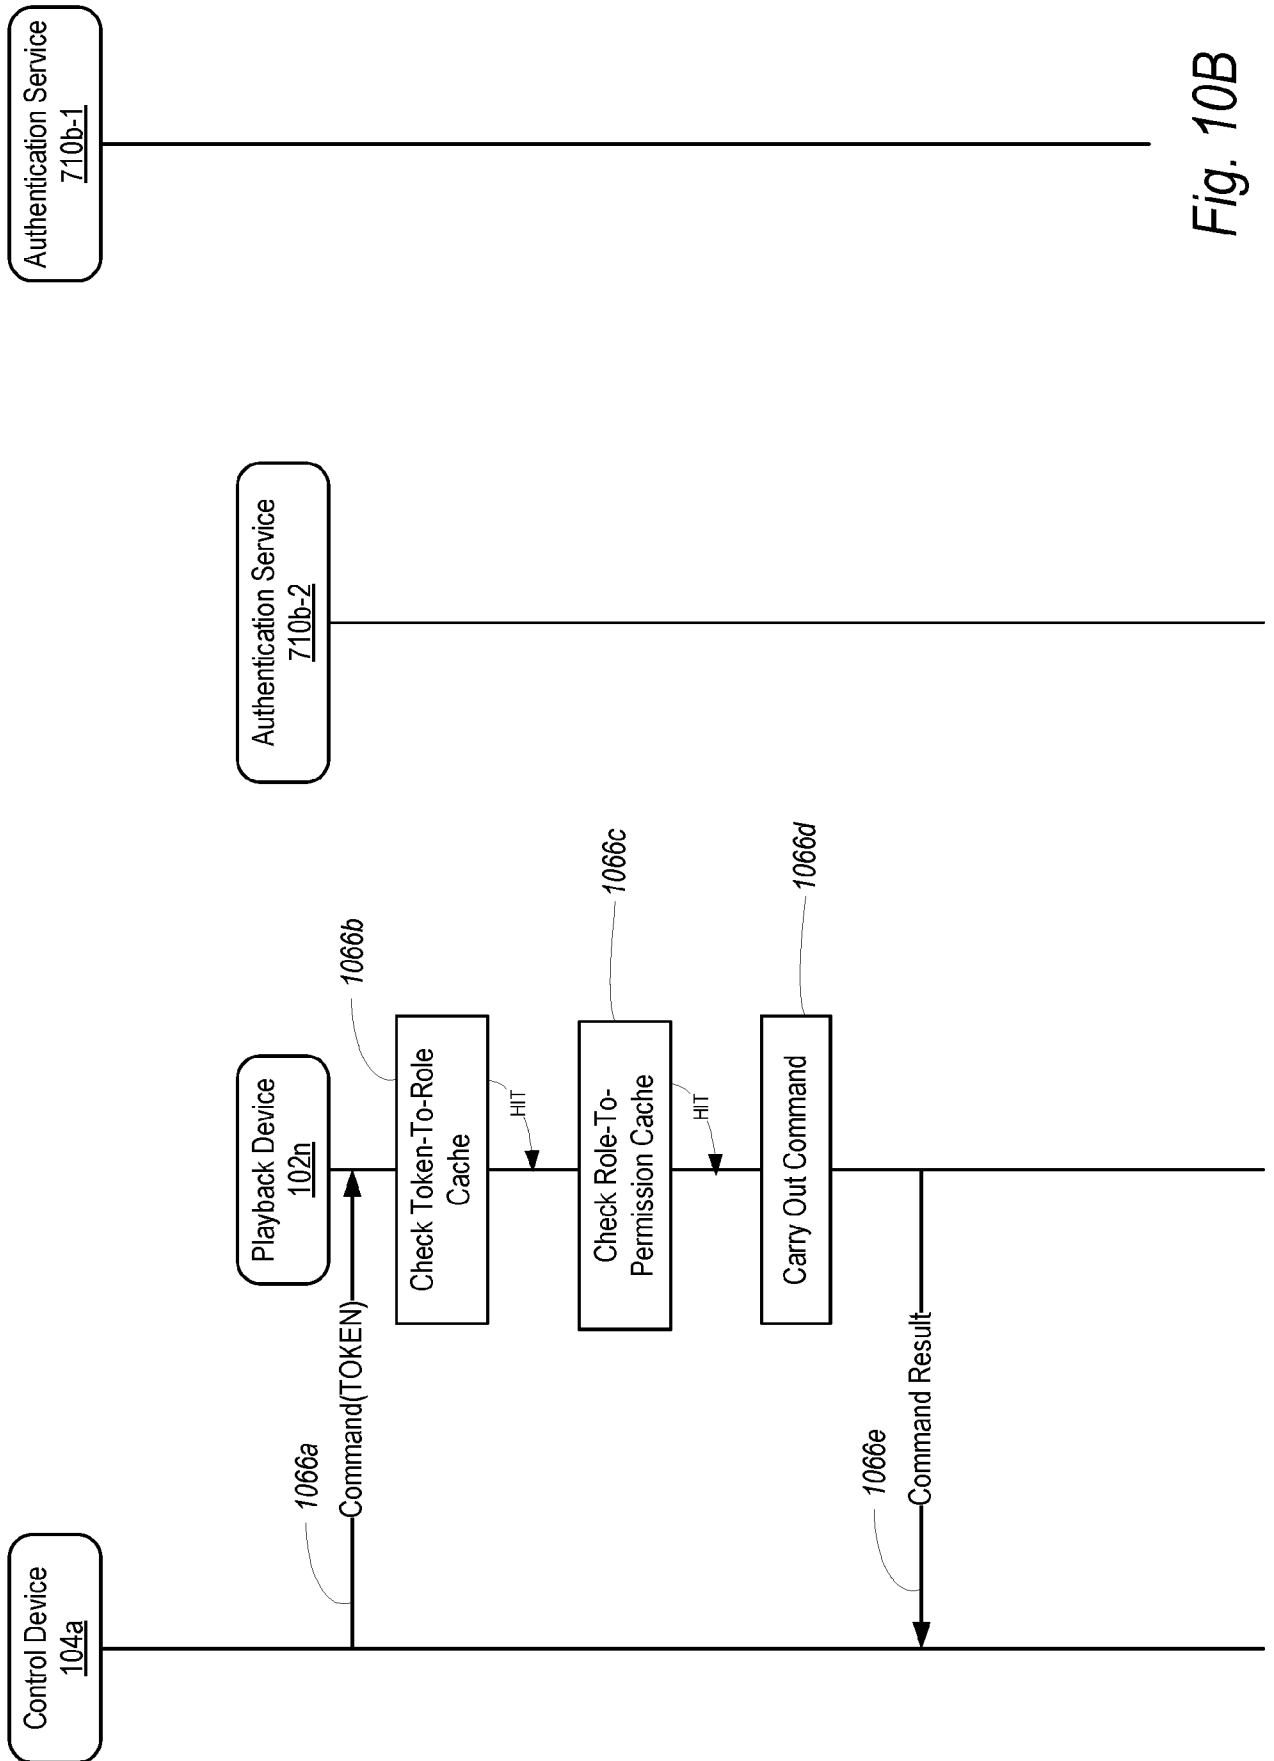 Control Device
104a
Playback Device
102n
Authentication Service
710b-2
Authentication Service
710b-1
1066a
Command(TOKEN)
1066b
Check Token-To-Role
Cache
HIT
1066c
Check Role-To-
Permission Cache
HIT
1066d
Carry Out Command
1066e
Command Result
Fig. 10B